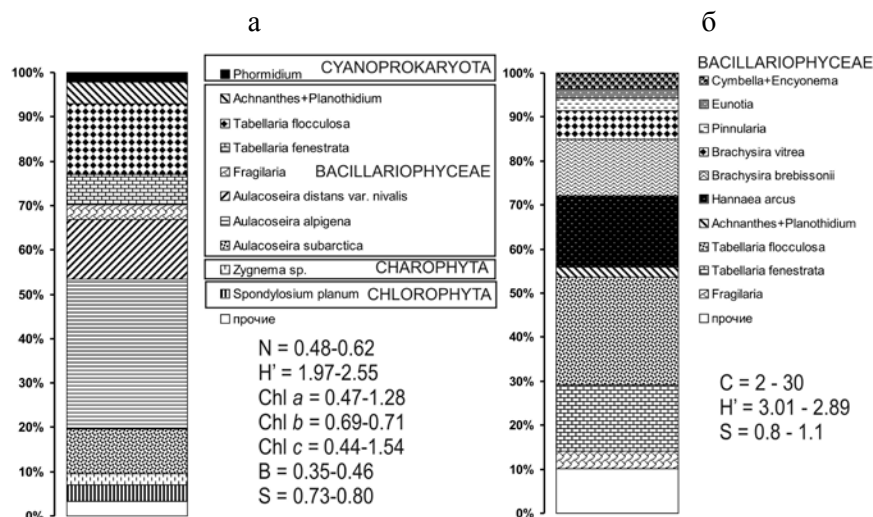 а
б
100%
90%
80%
70%
60%
50%
40%
30%
20%
10%
0%
CYANOPROKARYOTA
Phormidium
Achnanthes+Planothidium
Tabellaria flocculosa
Tabellaria fenestrata
Fragilaria
BACILLARIOPHYCEAE
Aulacoseira distans var. nivalis
Aulacoseira alpigena
Aulacoseira subarctica
Zygnema sp.
CHAROPHYTA
Spondylosium planum
CHLOROPHYTA
прочие
N = 0.48-0.62
H' = 1.97-2.55
Chl a = 0.47-1.28
Chl b = 0.69-0.71
Chl c = 0.44-1.54
B = 0.35-0.46
S = 0.73-0.80
100%
90%
80%
70%
60%
50%
40%
30%
20%
10%
0%
BACILLARIOPHYCEAE
Cymbella+Encyonema
Eunotia
Pinnularia
Brachysira vitrea
Brachysira brebissonii
Hannaea arcus
Achnanthes+Planothidium
Tabellaria flocculosa
Tabellaria fenestrata
Fragilaria
прочие
C = 2 - 30
H' = 3.01 - 2.89
S = 0.8 - 1.1